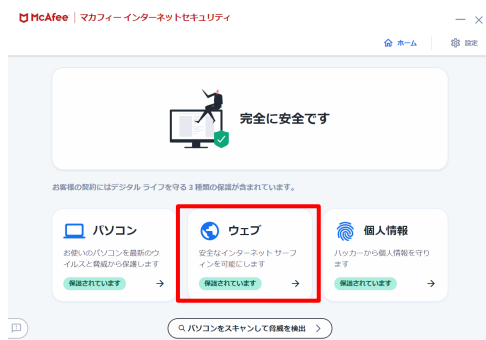 McAfee | マカフィー インターネットセキュリティ
ホーム 設定
完全に安全です
お客様の契約にはデジタル ライフを守る 3 種類の保護が含まれています。
パソコン
お使いのパソコンを最新のウ
イルスと脅威から保護します
保護されています
ウェブ
安全なインターネット サーフ
ィンを可能にします
保護されています
個人情報
ハッカーから個人情報を守り
ます
保護されています
パソコンをスキャンして脅威を検出